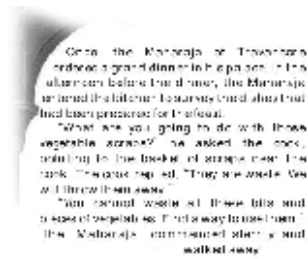 Once the Maharaja of Travancore
ordered a grand dinner in his palace. In the
afternoon before the dinner, the Maharaja
entered the kitchen to survey the dishes that
had been prepared for the feast.
"What are you going to do with those
vegetable scraps?" he asked the cook,
pointing to the basket of scraps near the
cook. The cook replied, "They are waste. We
will throw them away."
"You cannot waste all these bits and
pieces of vegetables. Find a way to use them."
The Maharaja commanded sternly and
walked away.